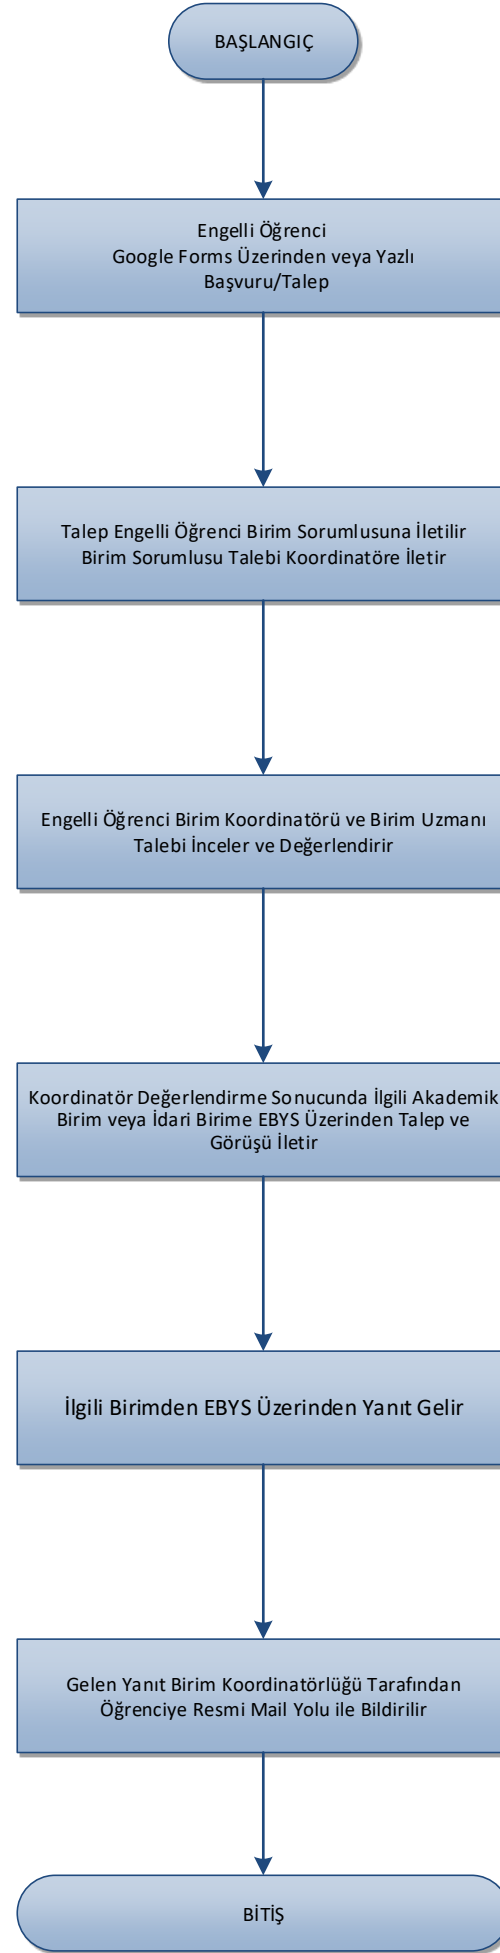 BAŞLANGIÇ
Engelli Öğrenci
Google Forms Üzerinden veya Yazlı
Başvuru/Talep
Talep Engelli Öğrenci Birim Sorumlusuna İletilir
Birim Sorumlusu Talebi Koordinatöre İletir
Engelli Öğrenci Birim Koordinatörü ve Birim Uzmanı
Talebi İnceler ve Değerlendirir
Koordinatör Değerlendirme Sonucunda İlgili Akademik
Birim veya İdari Birime EBYS Üzerinden Talep ve
Görüşü İletir
İlgili Birimden EBYS Üzerinden Yanıt Gelir
Gelen Yanıt Birim Koordinatörlüğü Tarafından
Öğrenciye Resmi Mail Yolu ile Bildirilir
BİTİŞ